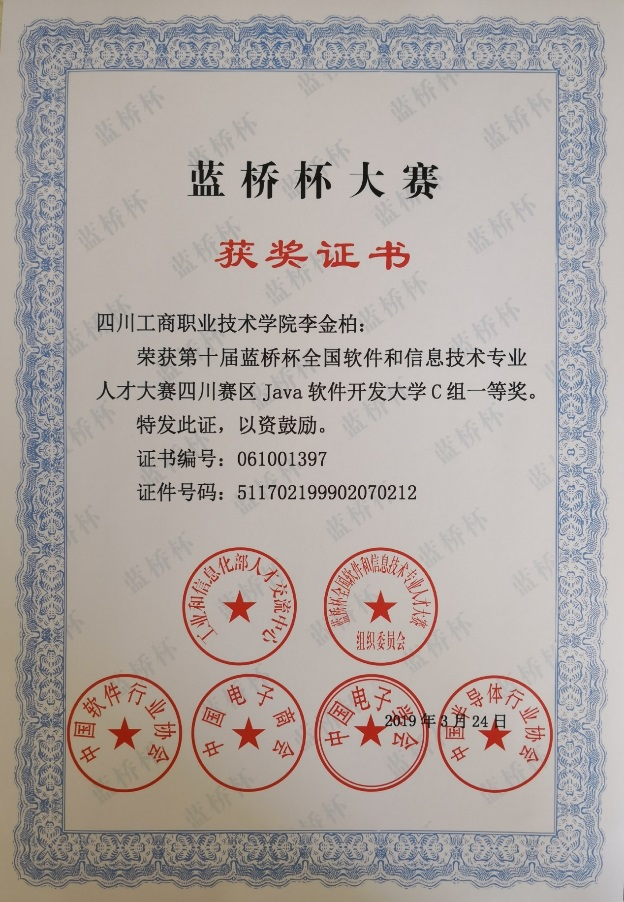 蓝桥杯大赛
获奖证书
四川工商职业技术学院李金柏：
荣获第十届蓝桥杯全国软件和信息技术专业
人才大赛四川赛区 Java 软件开发大学 C 组一等奖。
特发此证，以资鼓励。
证书编号：061001397
证件号码：511702199902070212
工业和信息化部人才交流中心
蓝桥杯全国软件和信息技术专业人才大赛
组织委员会
中国软件行业协会
中国电子商会
中国电子学会
中国半导体行业协会
2019 年 3 月 24 日
蓝桥杯